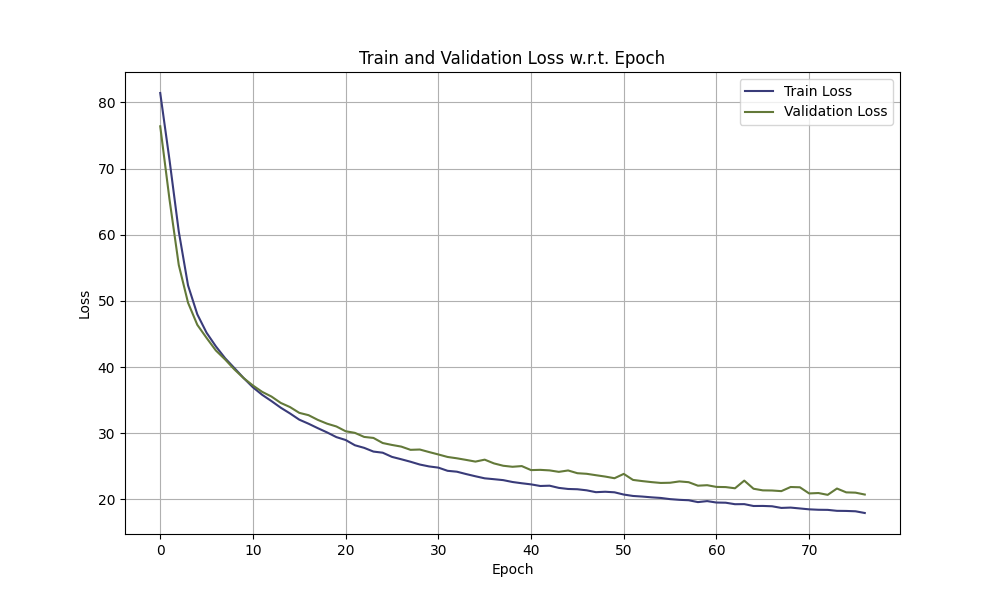 Train and Validation Loss w.r.t. Epoch
Train Loss
Validation Loss
80
70
60
50
40
30
20
Loss
0 10 20 30 40 50 60 70
Epoch